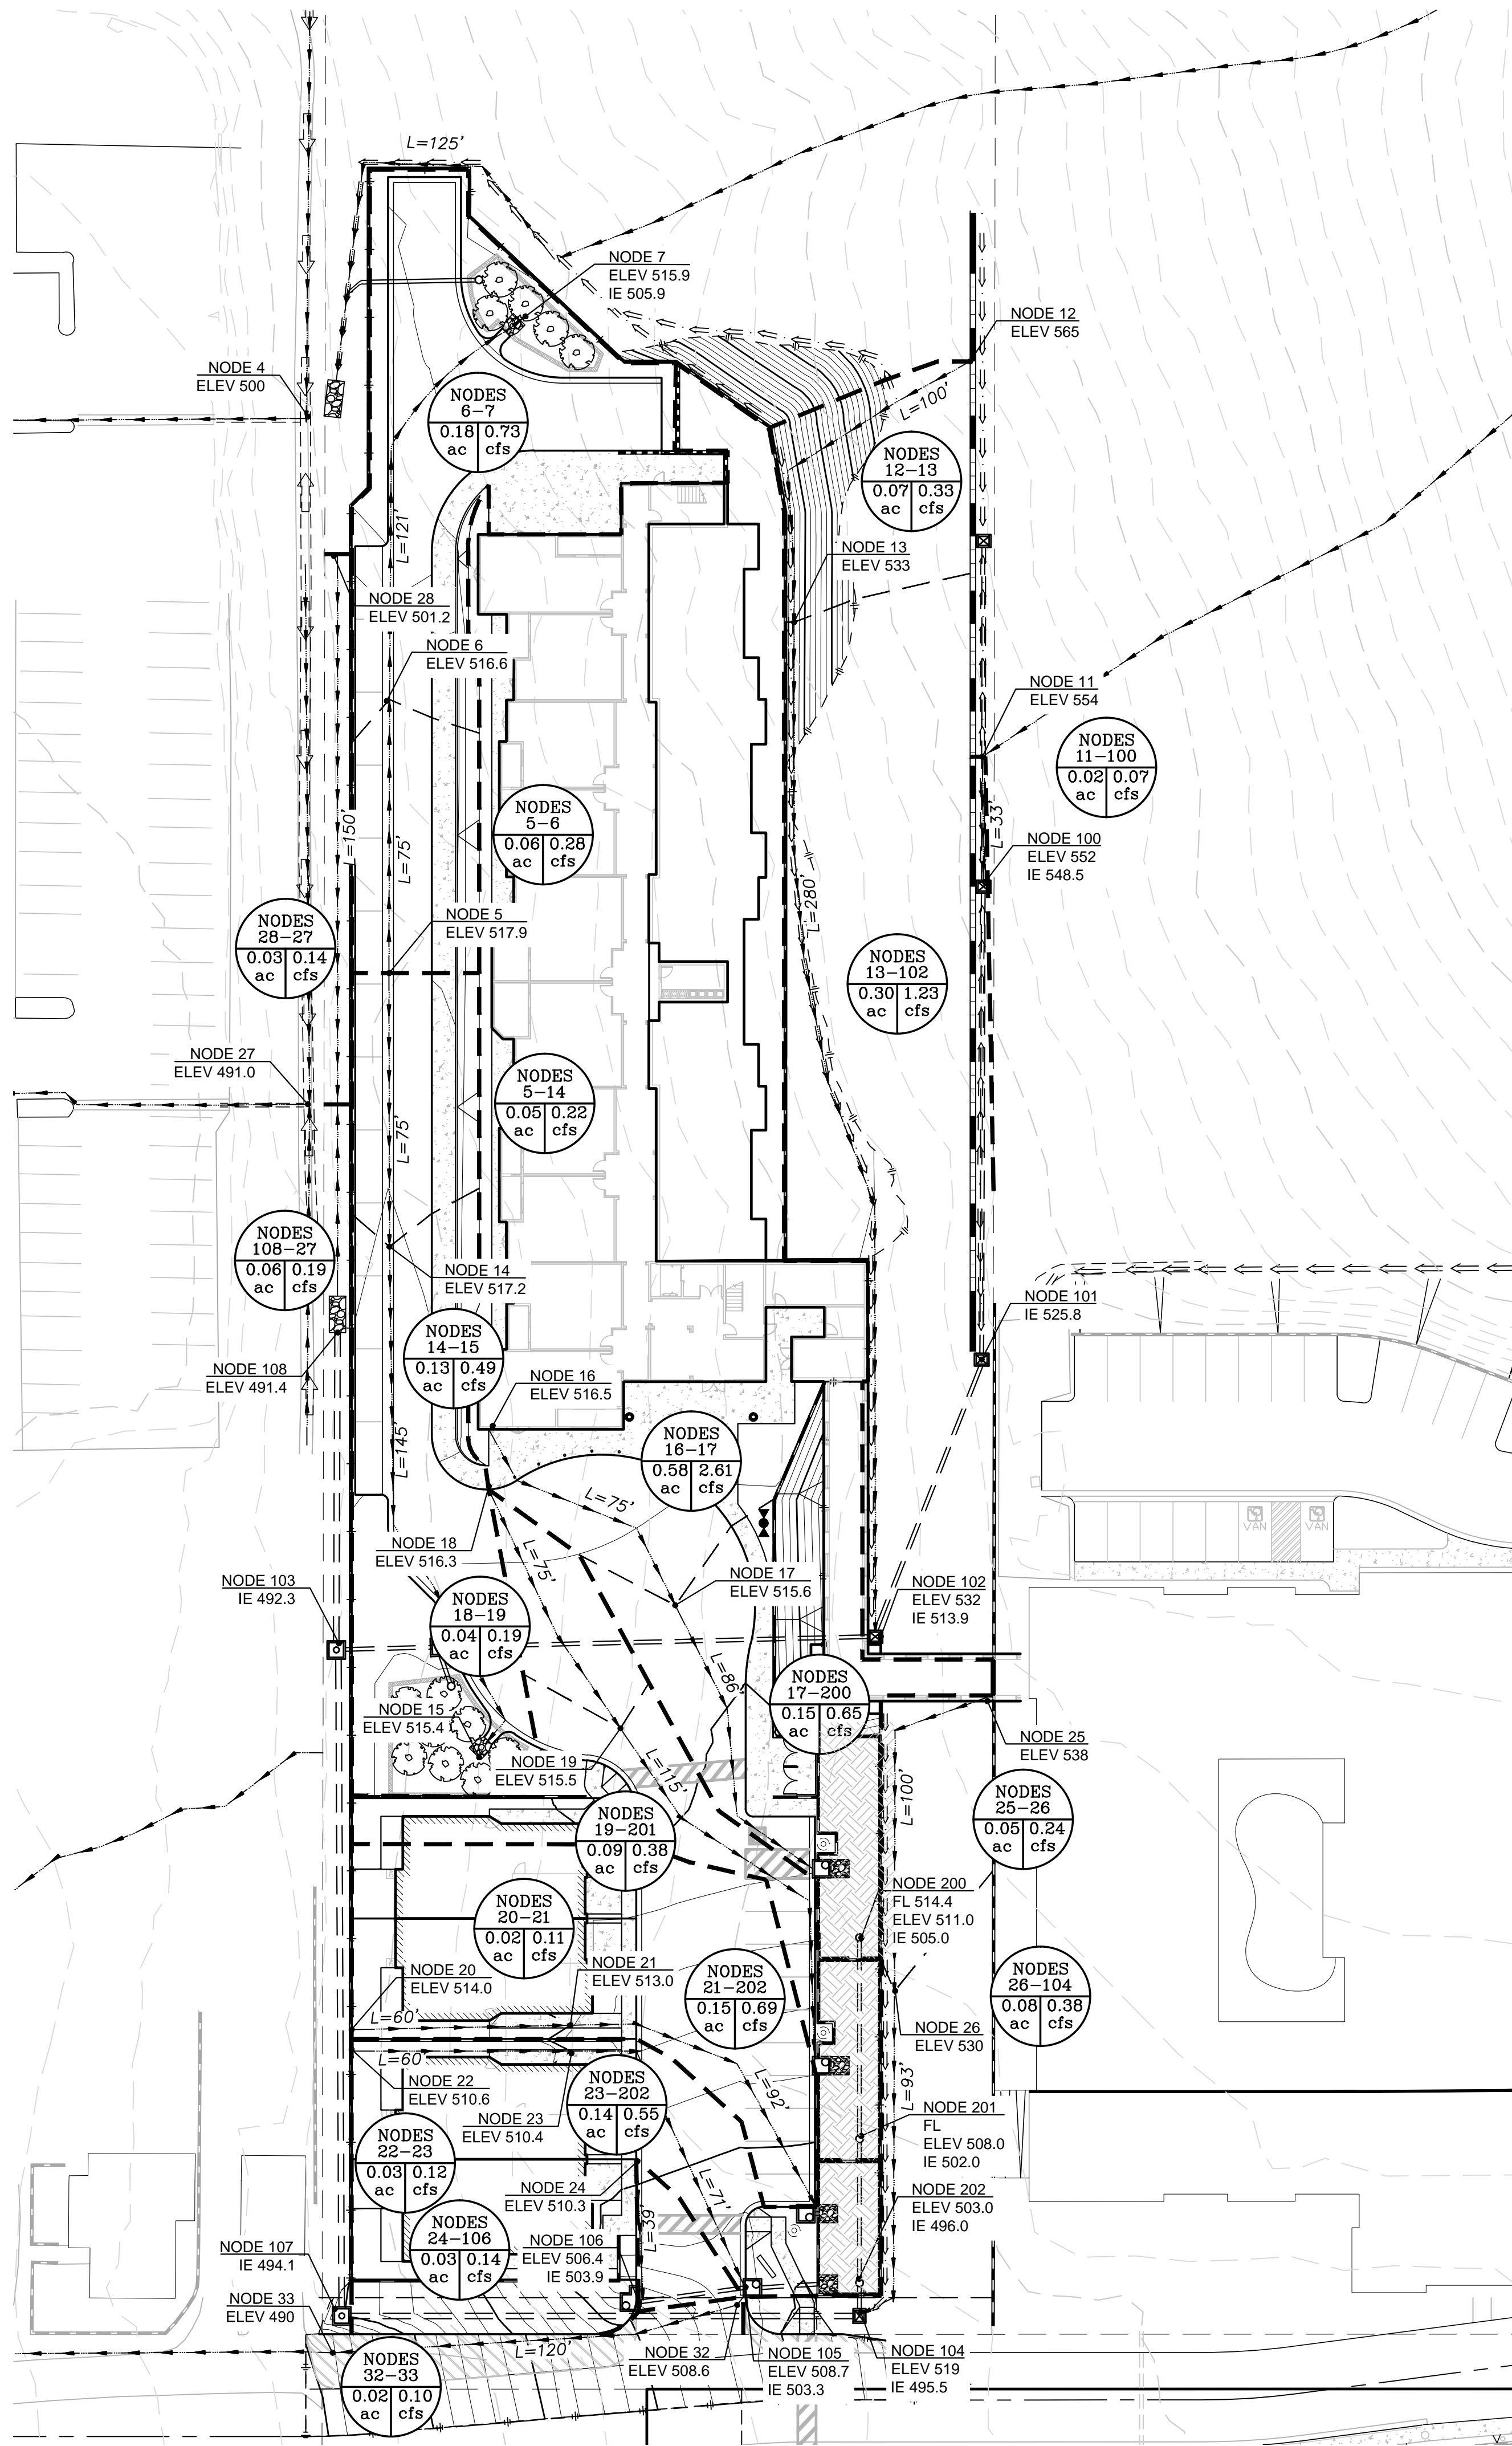 L=125'
NODE 7
ELEV 515.9
IE 505.9
NODE 12
ELEV 565
NODE 4
ELEV 500
L=100'
NODES
6-7
0.18 0.73
ac cfs
NODES
12-13
0.07 0.33
ac cfs
L=121'
NODE 13
ELEV 533
NODE 28
ELEV 501.2
NODE 6
ELEV 516.6
NODE 11
ELEV 554
NODES
11-100
0.02 0.07
ac cfs
L=150'
L=75'
NODES
5-6
0.06 0.28
ac cfs
L=33'
NODE 100
ELEV 552
IE 548.5
L=280'
NODE 5
ELEV 517.9
NODES
28-27
0.03 0.14
ac cfs
NODES
13-102
0.30 1.23
ac cfs
NODE 27
ELEV 491.0
NODES
5-14
0.05 0.22
ac cfs
L=75'
NODES
108-27
0.06 0.19
ac cfs
NODE 14
ELEV 517.2
NODE 101
IE 525.8
NODES
14-15
0.13 0.49
ac cfs
NODE 108
ELEV 491.4
NODE 16
ELEV 516.5
L=145'
NODES
16-17
0.58 2.61
ac cfs
L=75'
VAN
VAN
NODE 18
ELEV 516.3
L=75'
NODE 17
ELEV 515.6
NODE 103
IE 492.3
NODE 102
ELEV 532
IE 513.9
NODES
18-19
0.04 0.19
ac cfs
L=86'
NODES
17-200
0.15 0.65
ac cfs
NODE 15
ELEV 515.4
NODE 25
ELEV 538
NODE 19
ELEV 515.5
L=115'
L=100'
NODES
25-26
0.05 0.24
ac cfs
NODES
19-201
0.09 0.38
ac cfs
NODE 200
FL 514.4
ELEV 511.0
IE 505.0
NODES
20-21
0.02 0.11
ac cfs
NODE 20
ELEV 514.0
NODE 21
ELEV 513.0
NODES
21-202
0.15 0.69
ac cfs
NODES
26-104
0.08 0.38
ac cfs
L=60'
NODE 26
ELEV 530
L=60'
NODE 22
ELEV 510.6
NODES
23-202
0.14 0.55
ac cfs
L=92'
L=93'
NODE 23
ELEV 510.4
NODE 201
FL
ELEV 508.0
IE 502.0
NODES
22-23
0.03 0.12
ac cfs
NODE 24
ELEV 510.3
L=71'
NODE 202
ELEV 503.0
IE 496.0
NODES
24-106
0.03 0.14
ac cfs
L=39'
NODE 106
ELEV 506.4
IE 503.9
NODE 107
IE 494.1
NODE 33
ELEV 490
L=120'
NODES
32-33
0.02 0.10
ac cfs
NODE 32
ELEV 508.6
NODE 105
ELEV 508.7
IE 503.3
NODE 104
ELEV 519
IE 495.5